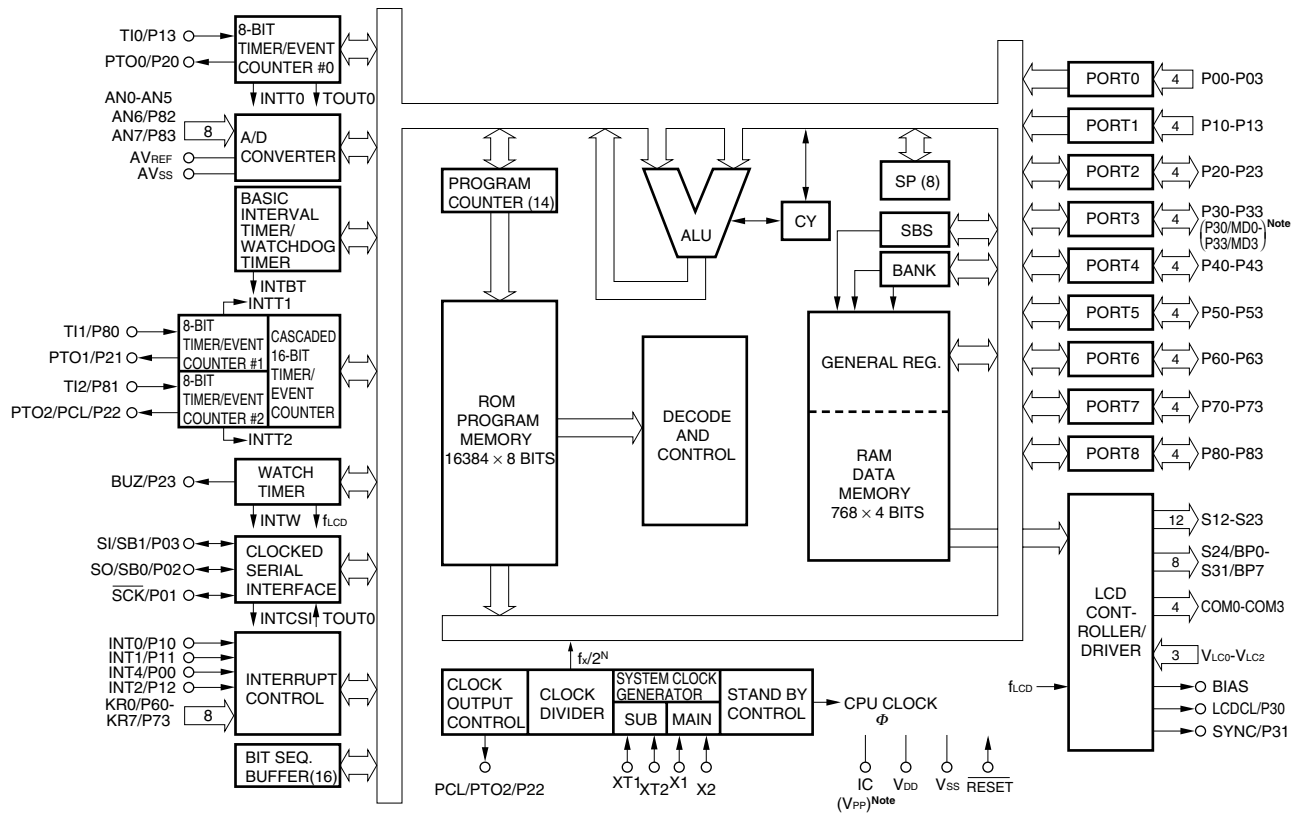 TI0/P13
PTO0/P20
8-BIT
TIMER/EVENT
COUNTER #0
INTT0
TOUT0
AN0-AN5
AN6/P82
AN7/P83
8
AVREF
AVSS
A/D
CONVERTER
BASIC
INTERVAL
TIMER/
WATCHDOG
TIMER
INTBT
INTT1
TI1/P80
PTO1/P21
TI2/P81
PTO2/PCL/P22
8-BIT
TIMER/EVENT
COUNTER #1
8-BIT
TIMER/EVENT
COUNTER #2
CASCADED
16-BIT
TIMER/
EVENT
COUNTER
INTT2
BUZ/P23
WATCH
TIMER
INTW
fLCD
SI/SB1/P03
SO/SB0/P02
SCK/P01
CLOCKED
SERIAL
INTERFACE
INTCSI
TOUT0
INT0/P10
INT1/P11
INT4/P00
INT2/P12
KR0/P60-
KR7/P73
8
INTERRUPT
CONTROL
BIT SEQ.
BUFFER(16)
PROGRAM
COUNTER (14)
ALU
CY
SP (8)
SBS
BANK
ROM
PROGRAM
MEMORY
16384 × 8 BITS
DECODE
AND
CONTROL
GENERAL REG.
RAM
DATA
MEMORY
768 × 4 BITS
fx/2N
CLOCK
OUTPUT
CONTROL
CLOCK
DIVIDER
SYSTEM CLOCK
GENERATOR
SUB
MAIN
STAND BY
CONTROL
CPU CLOCK
Φ
PCL/PTO2/P22
XT1
XT2
X1
X2
IC
(VPP)Note
VDD
VSS
RESET
PORT0
4
P00-P03
PORT1
4
P10-P13
PORT2
4
P20-P23
PORT3
4
P30-P33
(P30/MD0-
P33/MD3)Note
PORT4
4
P40-P43
PORT5
4
P50-P53
PORT6
4
P60-P63
PORT7
4
P70-P73
PORT8
4
P80-P83
LCD
CONT-
ROLLER/
DRIVER
12
S12-S23
8
S24/BP0-
S31/BP7
4
COM0-COM3
3
VLC0-VLC2
fLCD
BIAS
LCDCL/P30
SYNC/P31